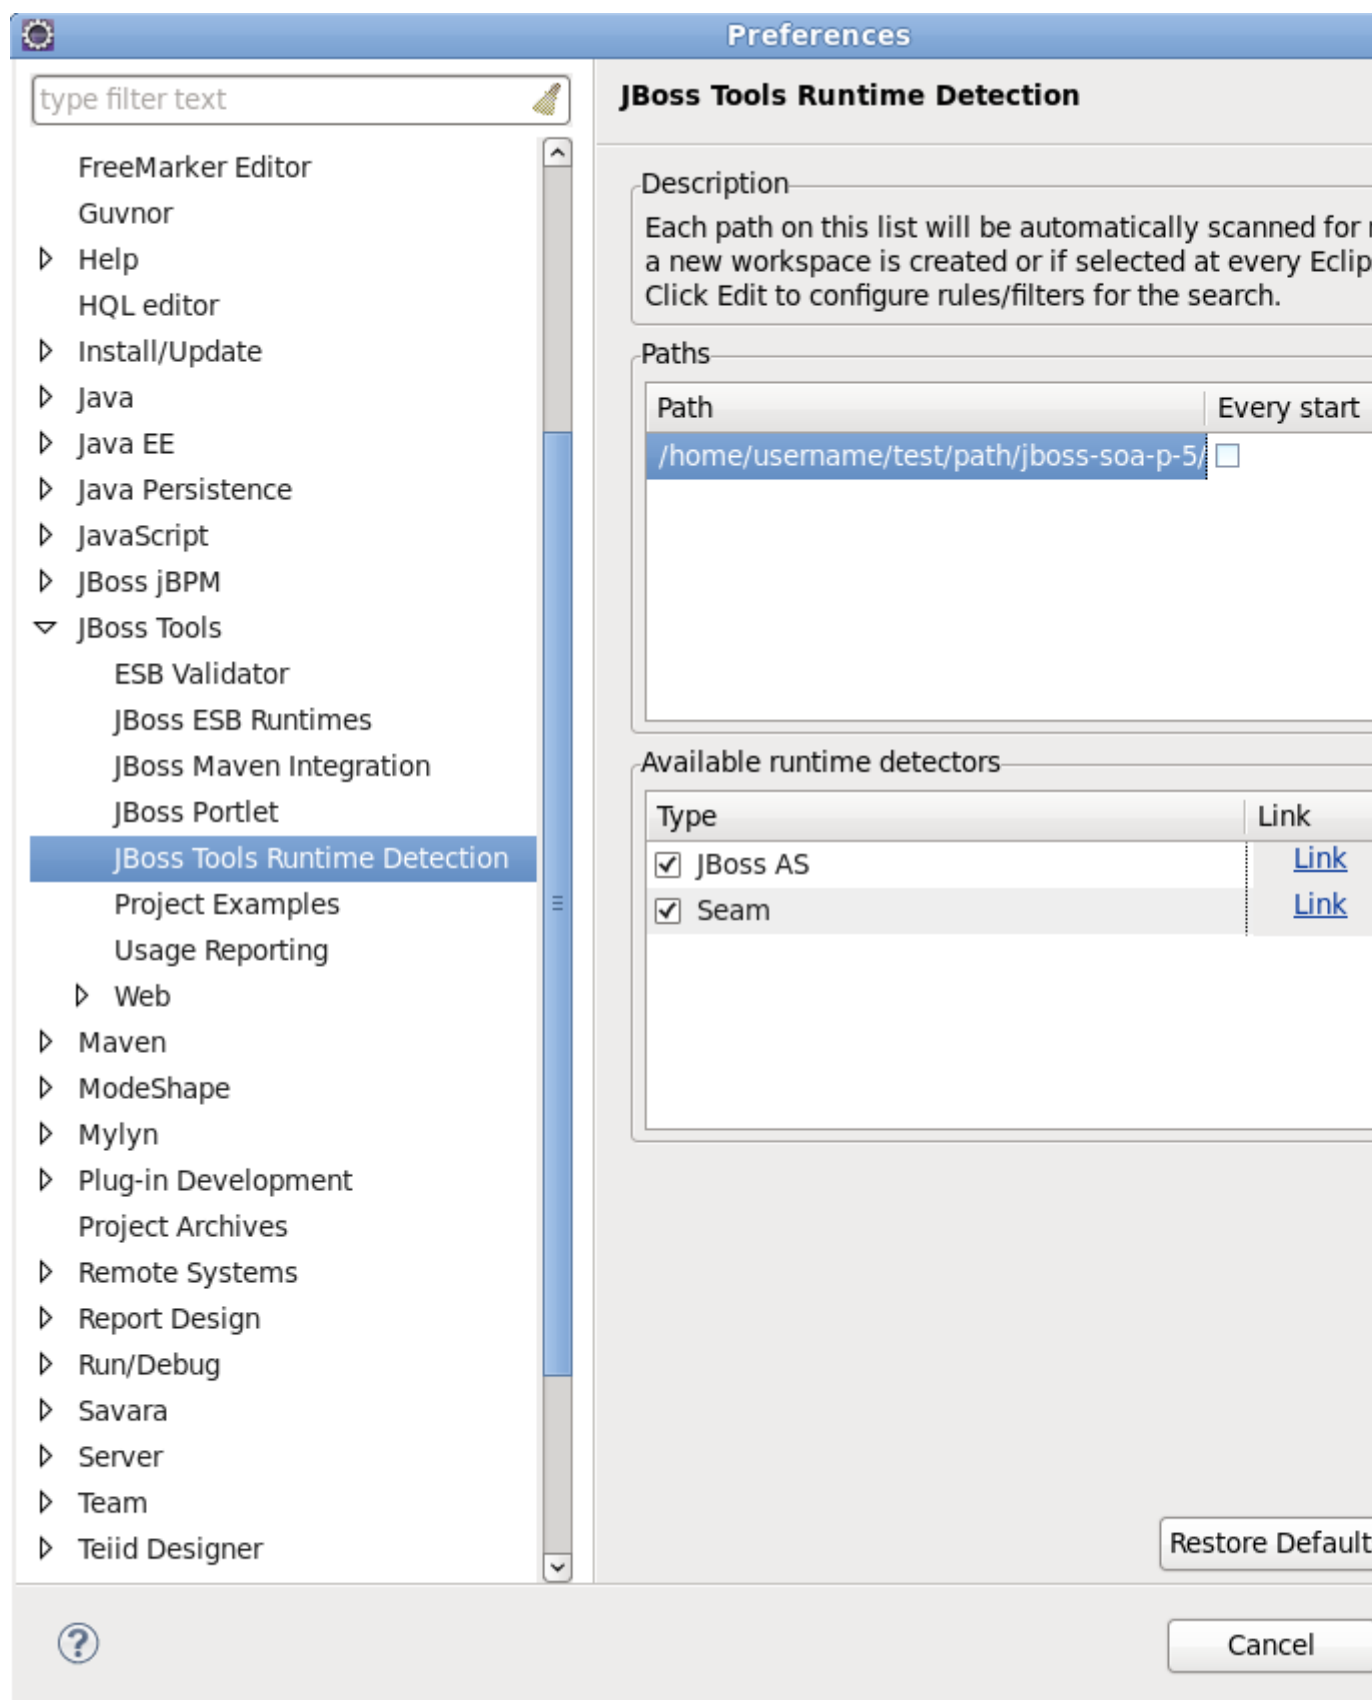 Preferences
type filter text
FreeMarker Editor
Guvnor
Help
HQL editor
Install/Update
Java
Java EE
Java Persistence
JavaScript
JBoss jBPM
JBoss Tools
ESB Validator
JBoss ESB Runtimes
JBoss Maven Integration
JBoss Portlet
JBoss Tools Runtime Detection
Project Examples
Usage Reporting
Web
Maven
ModeShape
Mylyn
Plug-in Development
Project Archives
Remote Systems
Report Design
Run/Debug
Savara
Server
Team
Teiid Designer
JBoss Tools Runtime Detection
Description
Each path on this list will be automatically scanned for
a new workspace is created or if selected at every Eclip
Click Edit to configure rules/filters for the search.
Paths
Path Every start
/home/username/test/path/jboss-soa-p-5/
Available runtime detectors
Type Link
JBoss AS Link
Seam Link
Restore Default
Cancel